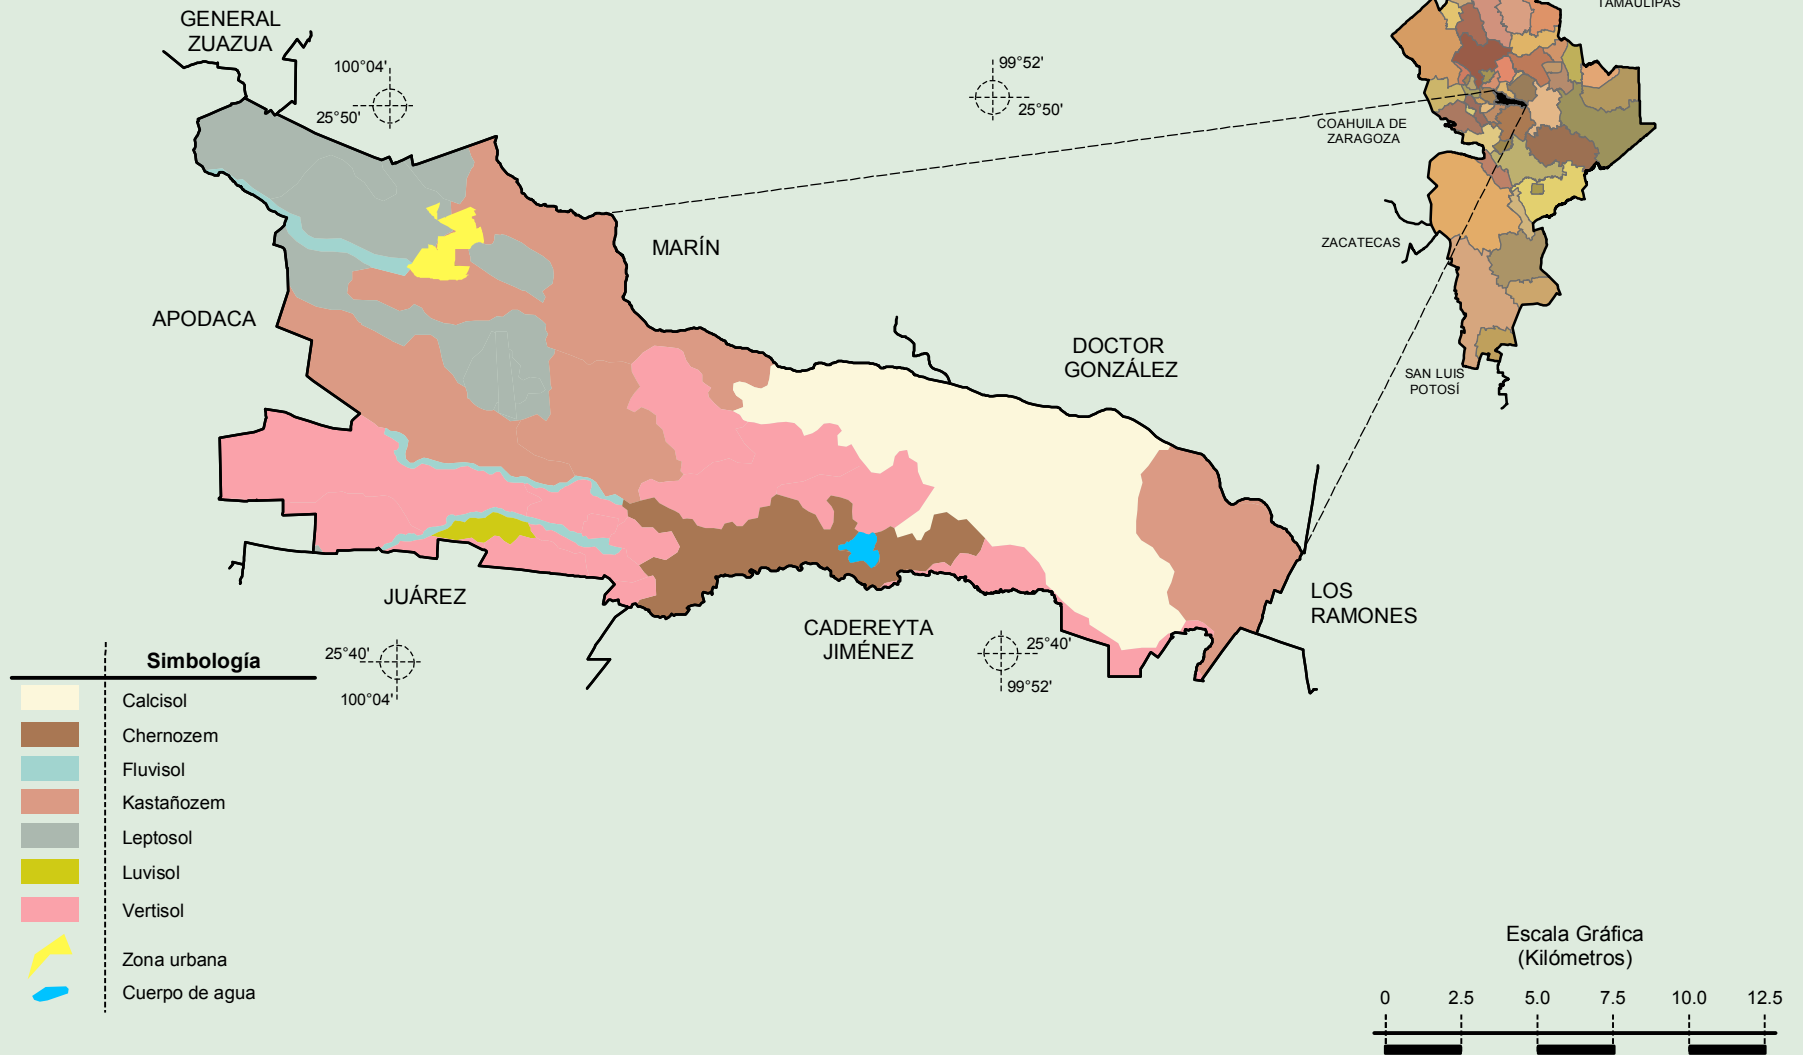 GENERAL
ZUAZUA
100°04'
25°50'
99°52'
25°50'
TAMAULIPAS
COAHUILA DE
ZARAGOZA
ZACATECAS
SAN LUIS
POTOSÍ
MARÍN
APODACA
DOCTOR
GONZÁLEZ
JUÁREZ
CADEREYTA
JIMÉNEZ
LOS
RAMONES
25°40'
100°04'
25°40'
99°52'
Simbología
Calcisol
Chernozem
Fluvisol
Kastañozem
Leptosol
Luvisol
Vertisol
Zona urbana
Cuerpo de agua
Escala Gráfica
(Kilómetros)
0 2.5 5.0 7.5 10.0 12.5